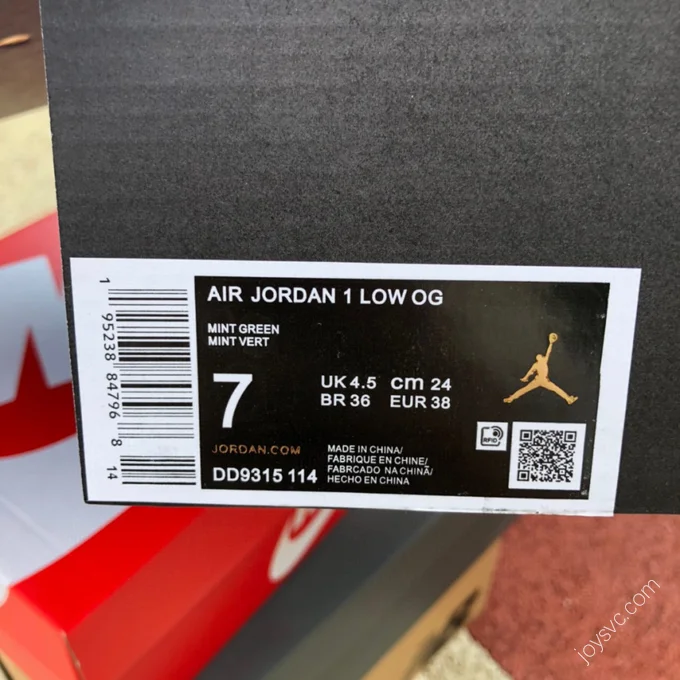 AIR JORDAN 1 LOW OG
MINT GREEN
MINT VERT
7
UK 4.5 cm 24
BR 36 EUR 38
JORDAN.COM
DD9315 114
MADE IN CHINA/
FABRIQUE EN CHINE/
FABRCADO NA CHINÃ/
HECHO EN CHINA
RFID
1 95238 84796 8 14
joysvc.com